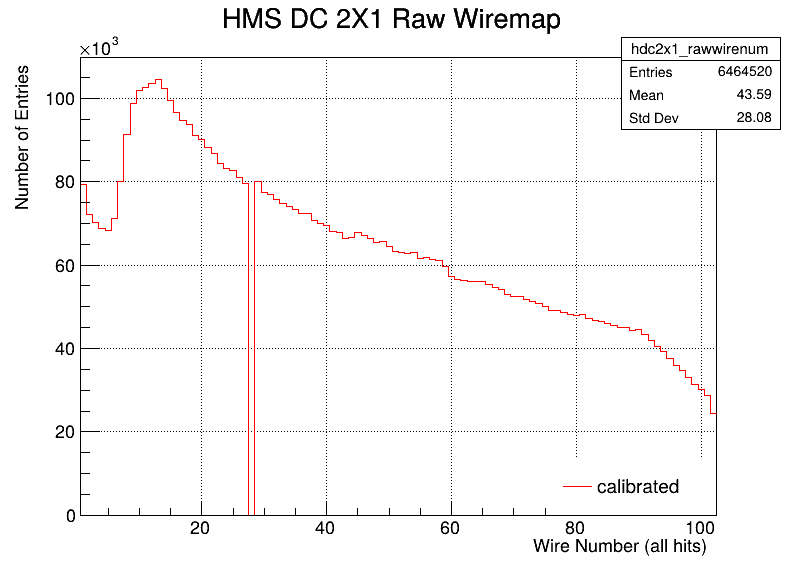 HMS DC 2X1 Raw Wiremap
×10³
hdc2x1_rawwirenum
Entries 6464520
Mean 43.59
Std Dev 28.08
Number of Entries
100
80
60
40
20
0
20 40 60 80 100
calibrated
Wire Number (all hits)